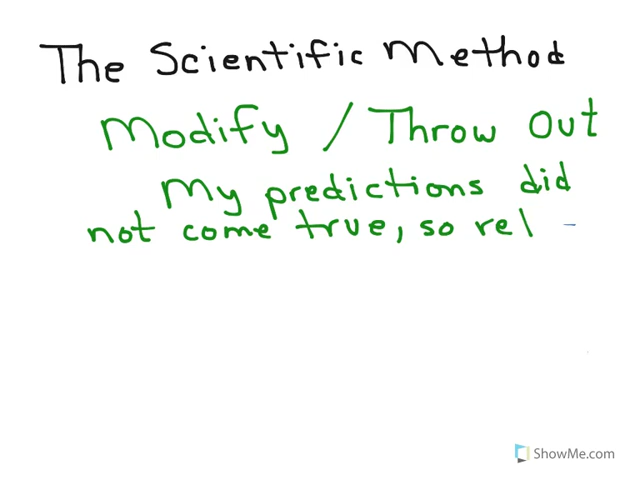 The Scientific Method
Modify / Throw Out
My predictions did
not come true, so rel
ShowMe.com